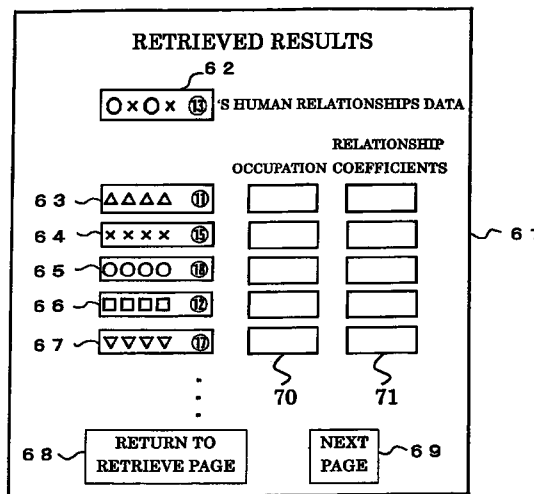 RETRIEVED RESULTS
62
○×○× ⑬ 'S HUMAN RELATIONSHIPS DATA
RELATIONSHIP
OCCUPATION COEFFICIENTS
63 △△△△ ⑪
64 ×××× ⑮
61
65 ○○○○ ⑱
66 □□□□ ⑫
67 ▽▽▽▽ ⑰
70 71
68 RETURN TO
RETRIEVE PAGE
NEXT
PAGE 69